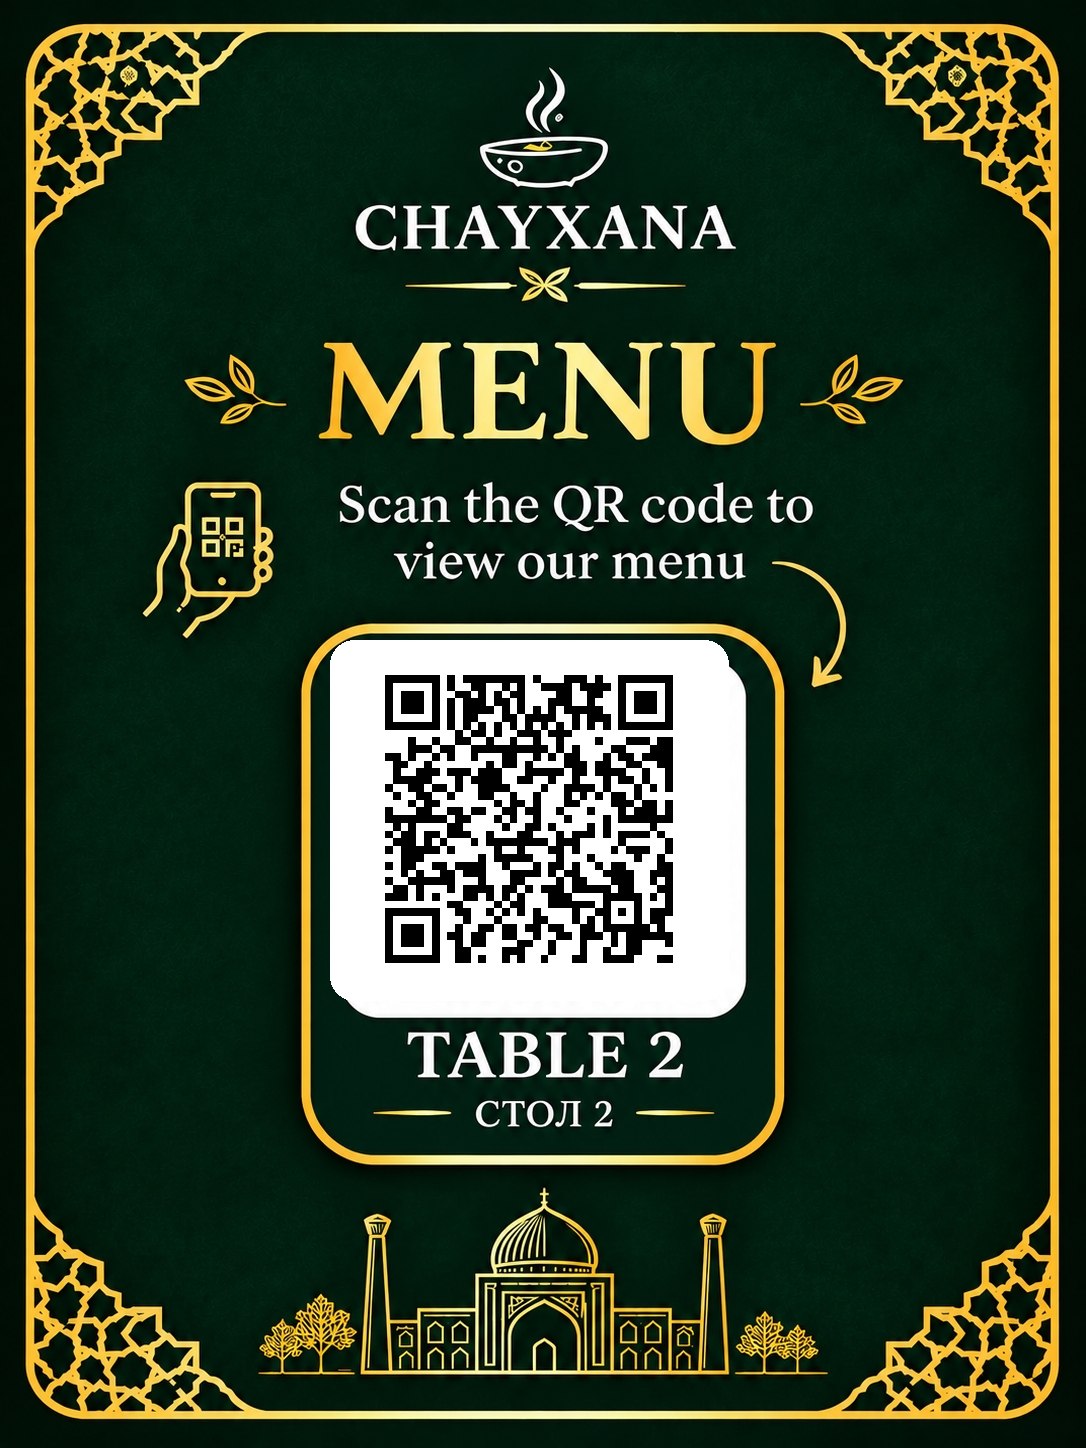 CHAYXANA
MENU
Scan the QR code to
view our menu
TABLE 2
СТОЛ 2